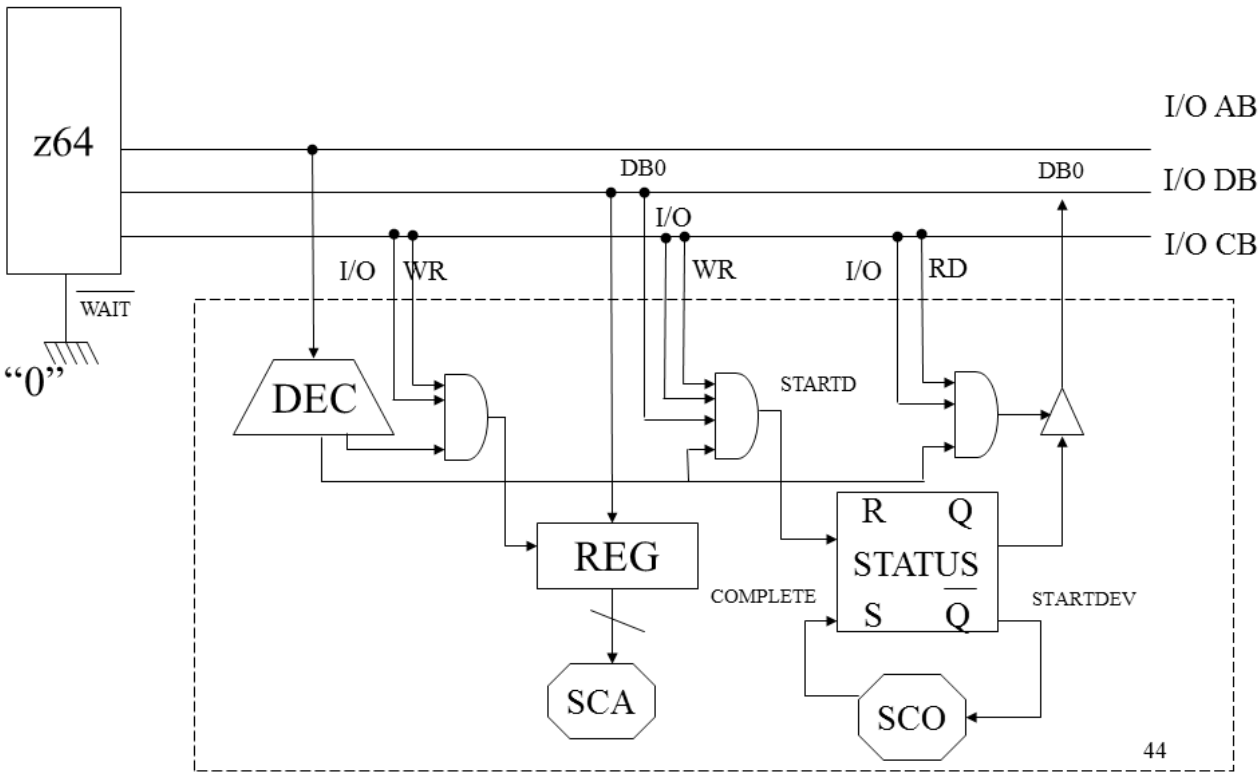 I/O AB
z64
DB0
DB0
I/O DB
I/O
I/O CB
I/O
WR
WR
I/O
RD
WAIT
“0”
DEC
STARTD
R
Q
REG
STATUS
COMPLETE
STARTDEV
S
Q
SCA
SCO
44